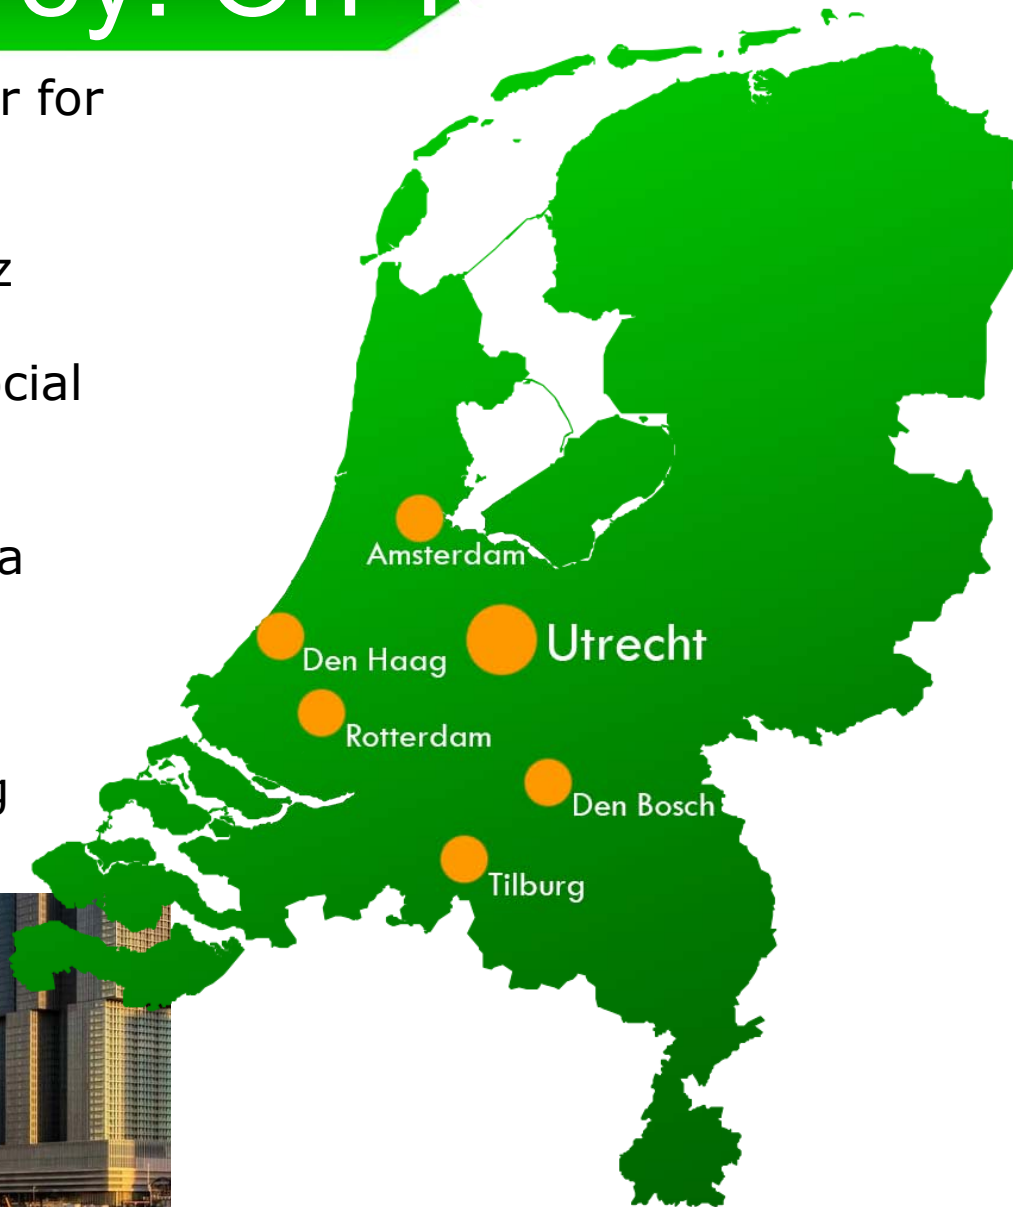 r for
z
cial
a
g
Amsterdam
Utrecht
Den Haag
Rotterdam
Den Bosch
Tilburg